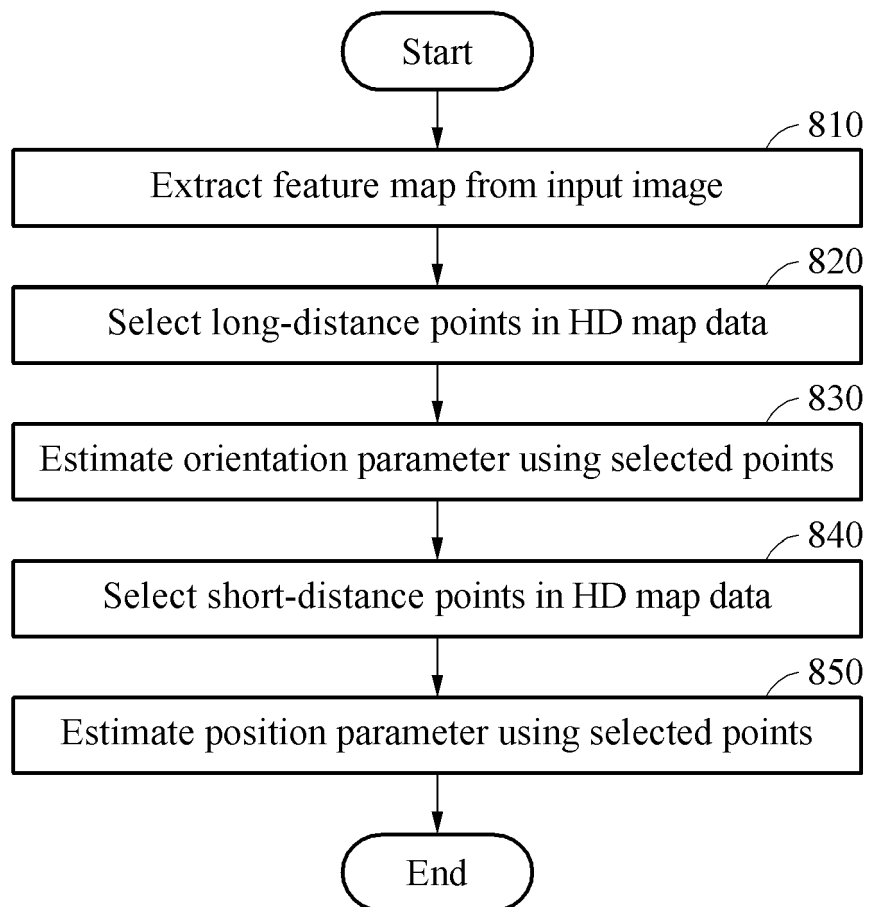 Start
810
Extract feature map from input image
820
Select long-distance points in HD map data
830
Estimate orientation parameter using selected points
840
Select short-distance points in HD map data
850
Estimate position parameter using selected points
End